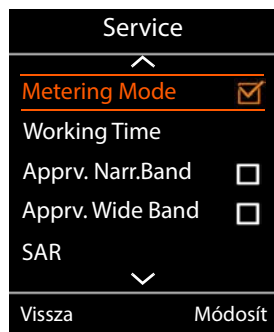 Service
Metering Mode
Working Time
Apprv. Narr.Band
Apprv. Wide Band
SAR
Vissza Módosít